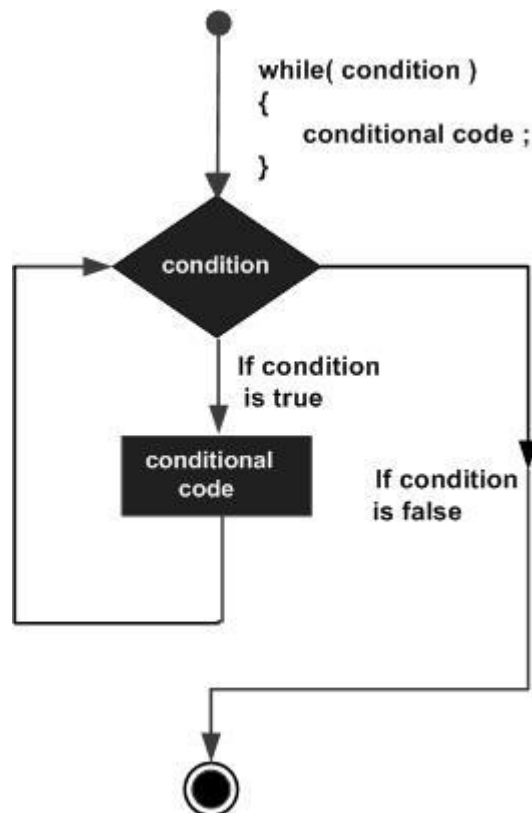 while( condition )
{
conditional code ;
}
condition
If condition
is true
conditional
code
If condition
is false